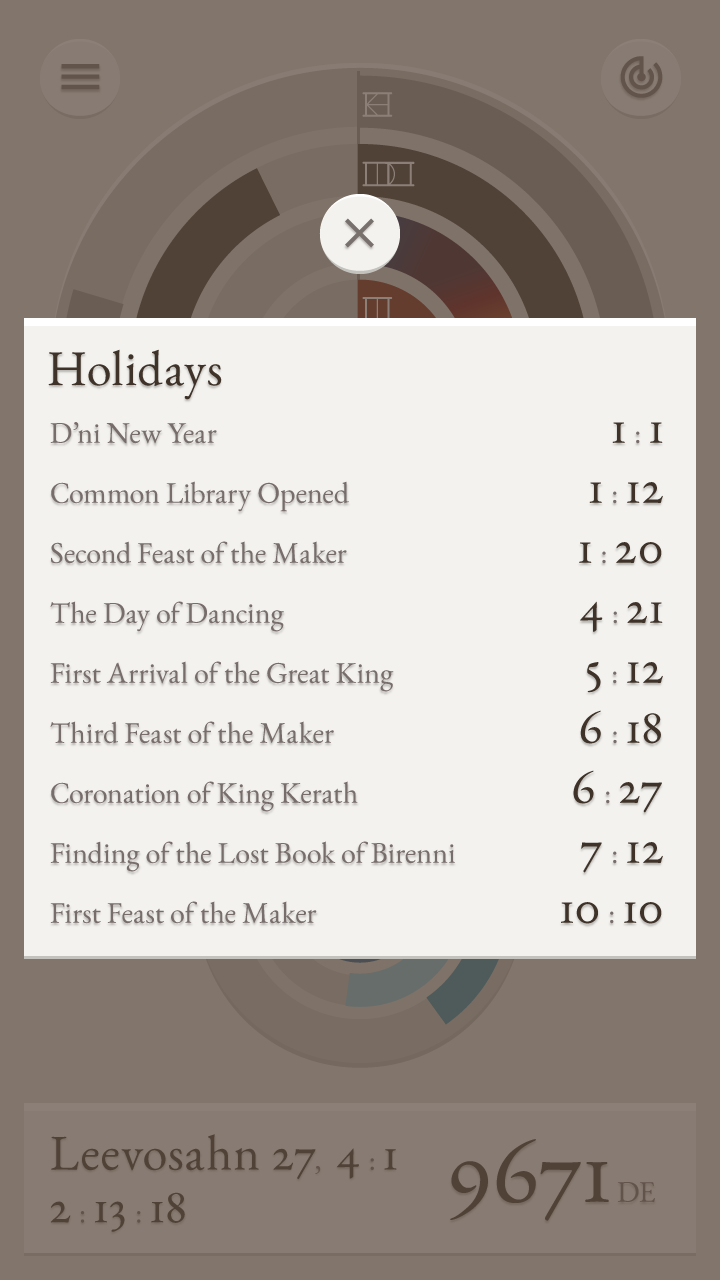 Holidays
D’ni New Year 1 : 1
Common Library Opened 1 : 12
Second Feast of the Maker 1 : 20
The Day of Dancing 4 : 21
First Arrival of the Great King 5 : 12
Third Feast of the Maker 6 : 18
Coronation of King Kerath 6 : 27
Finding of the Lost Book of Birenni 7 : 12
First Feast of the Maker 10 : 10
Leevosahn 27, 4 : 1
2 : 13 : 18
9671 DE